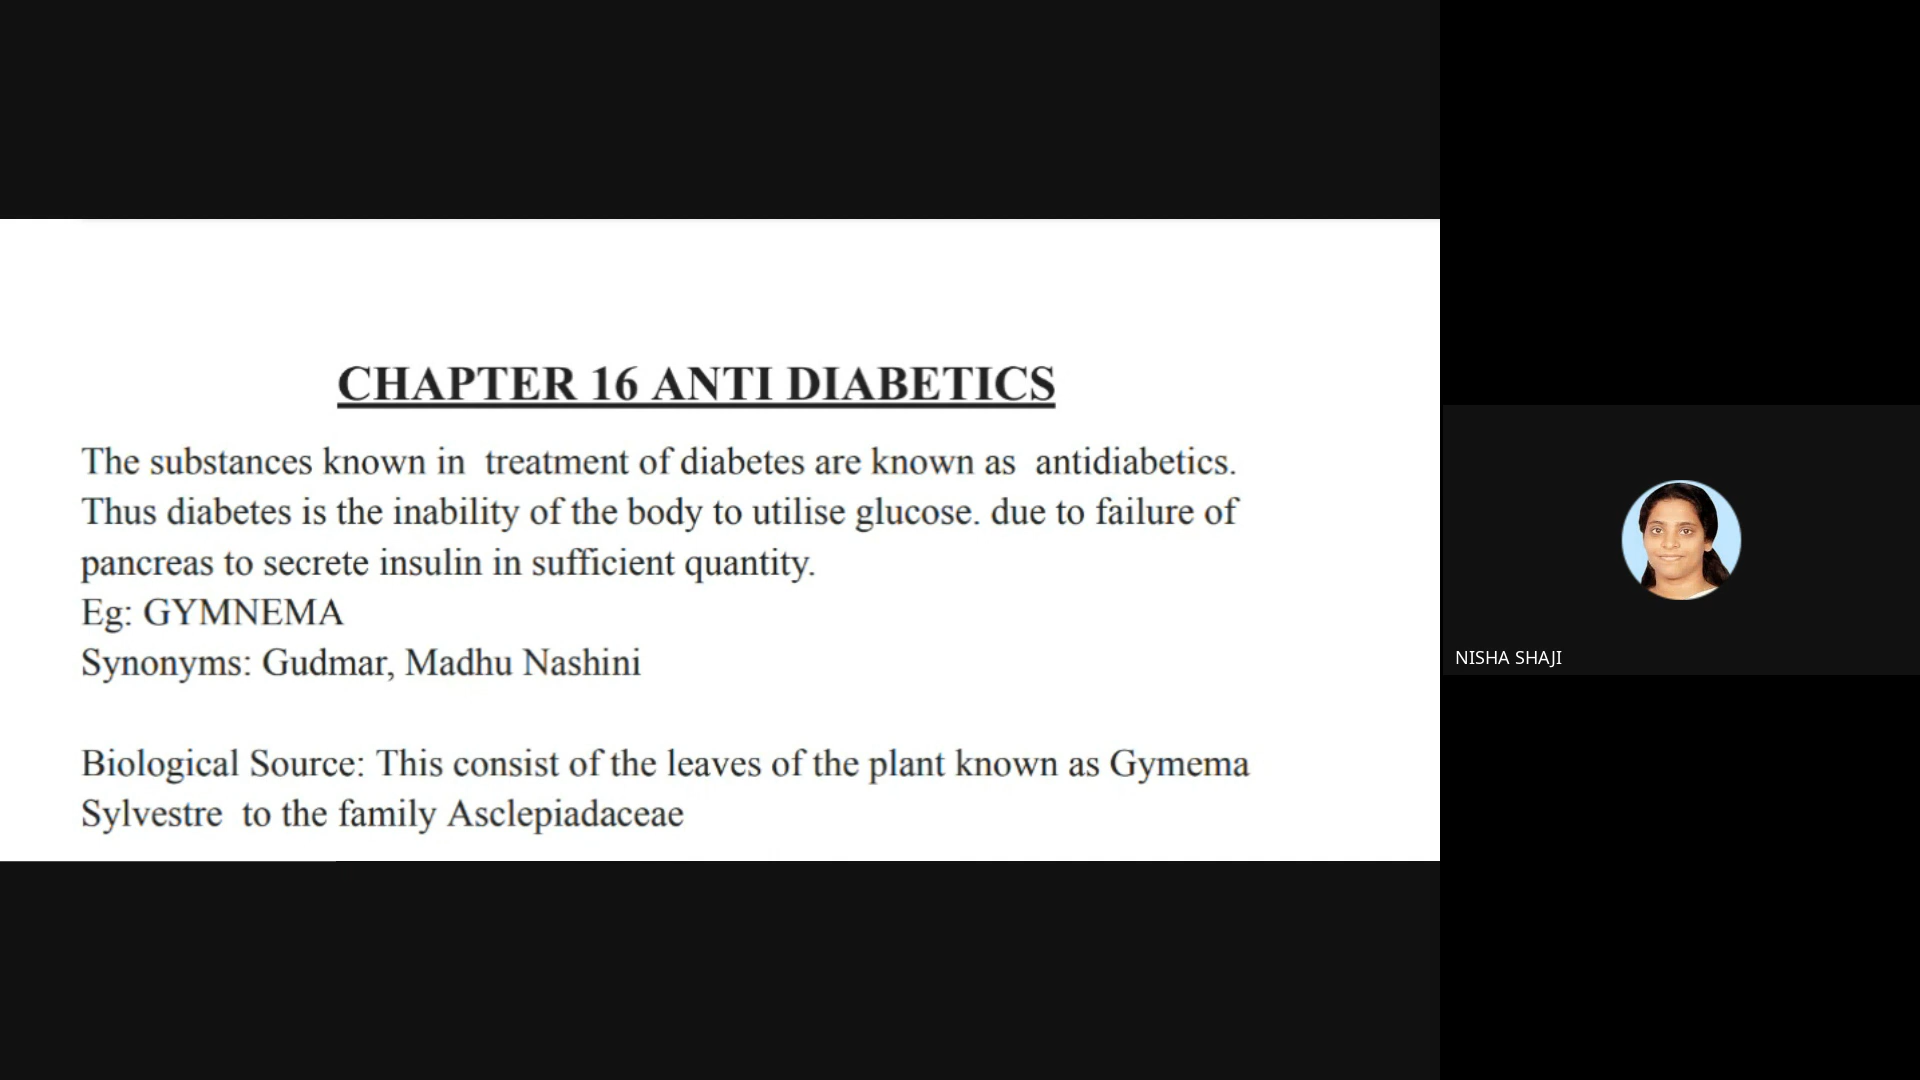 CHAPTER 16 ANTI DIABETICS
The substances known in treatment of diabetes are known as antidiabetics.
Thus diabetes is the inability of the body to utilise glucose. due to failure of
pancreas to secrete insulin in sufficient quantity.
Eg: GYMNEMA
Synonyms: Gudmar, Madhu Nashini
Biological Source: This consist of the leaves of the plant known as Gymema
Sylvestre to the family Asclepiadaceae
NISHA SHAJI